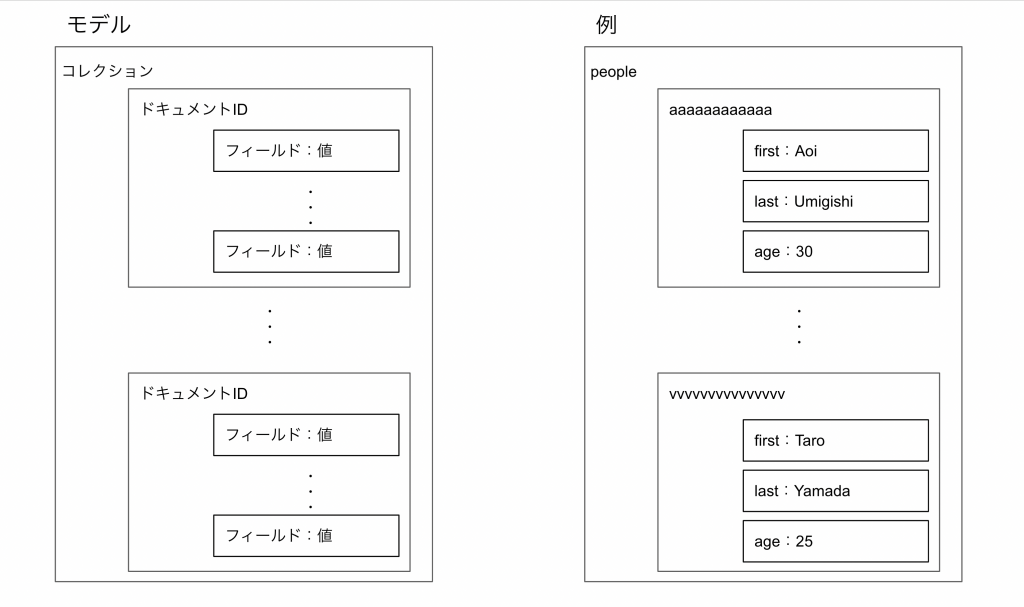 モデル
コレクション
ドキュメントID
フィールド：値
フィールド：値
ドキュメントID
フィールド：値
フィールド：値
例
people
aaaaaaaaaaaa
first：Aoi
last：Umigishi
age：30
vvvvvvvvvvvvvvv
first：Taro
last：Yamada
age：25